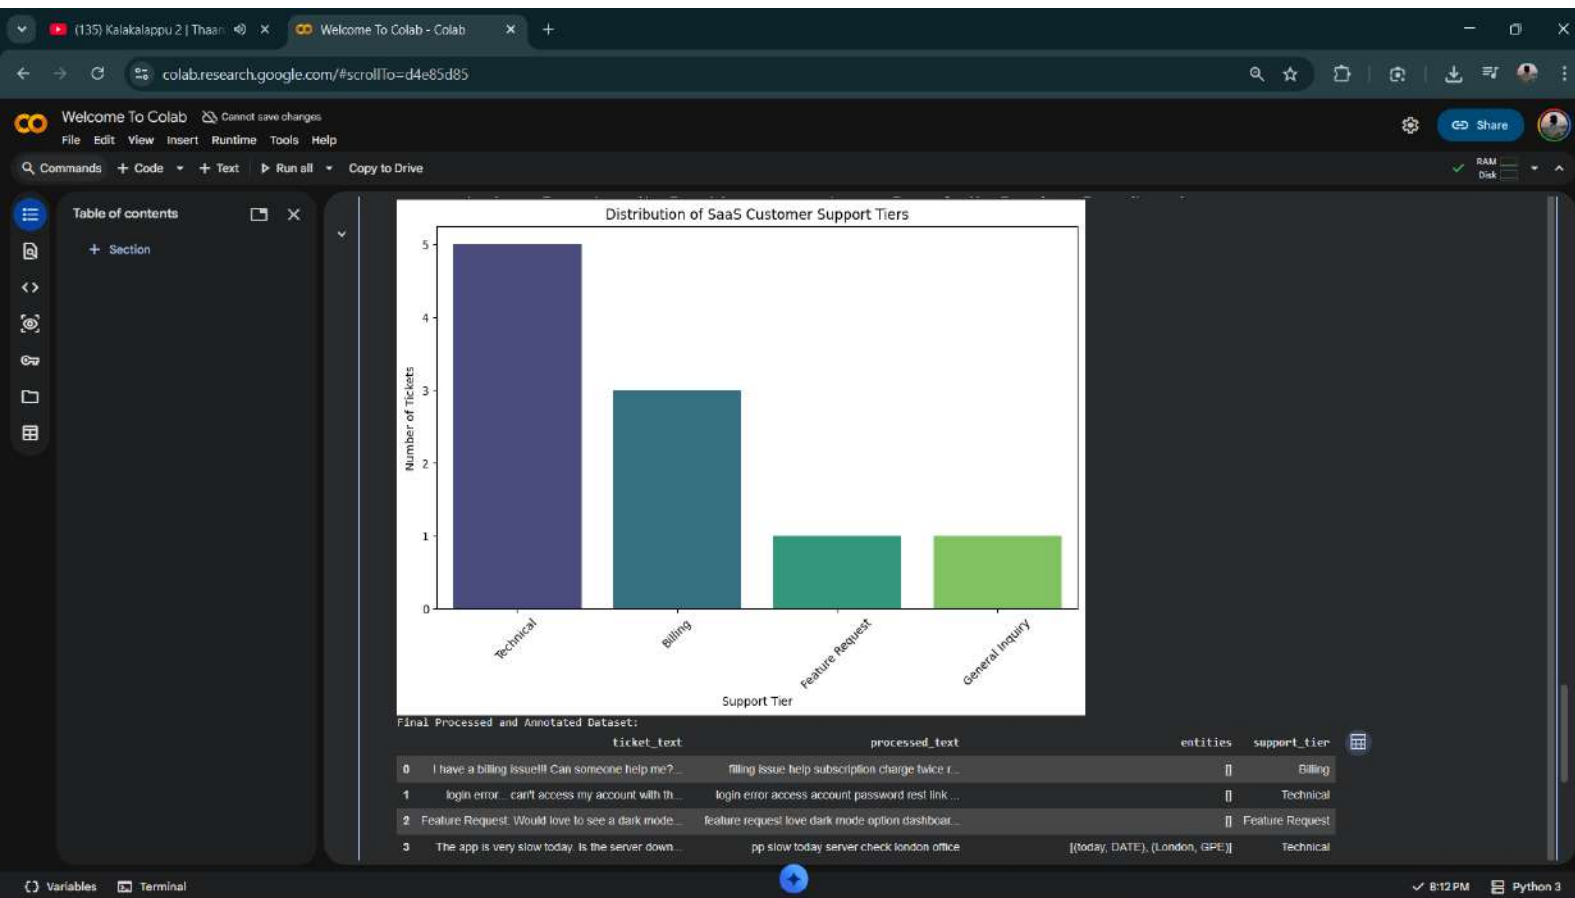 (135) Kalakalappu 2 | Thaan
Welcome To Colab - Colab
colab.research.google.com/#scrollTo=d4e85d85
Welcome To Colab Cannot save changes
File Edit View Insert Runtime Tools Help
Share
Commands + Code + Text Run all Copy to Drive
RAM
Disk
Table of contents
+ Section
Distribution of SaaS Customer Support Tiers
5
4
3
2
1
0
Number of Tickets
Technical
Billing
Feature Request
General Inquiry
Support Tier
Final Processed and Annotated Dataset:
ticket_text processed_text entities support_tier
0 I have a billing issue!!! Can someone help me?... filling issue help subscription charge twice r... [] Billing
1 login error... can't access my account with th... login error access account password rest link ... [] Technical
2 Feature Request: Would love to see a dark mode... feature request love dark mode option dashboar... [] Feature Request
3 The app is very slow today. Is the server down... pp slow today server check london office [(today, DATE), (London, GPE)] Technical
Variables Terminal
8:12 PM Python 3